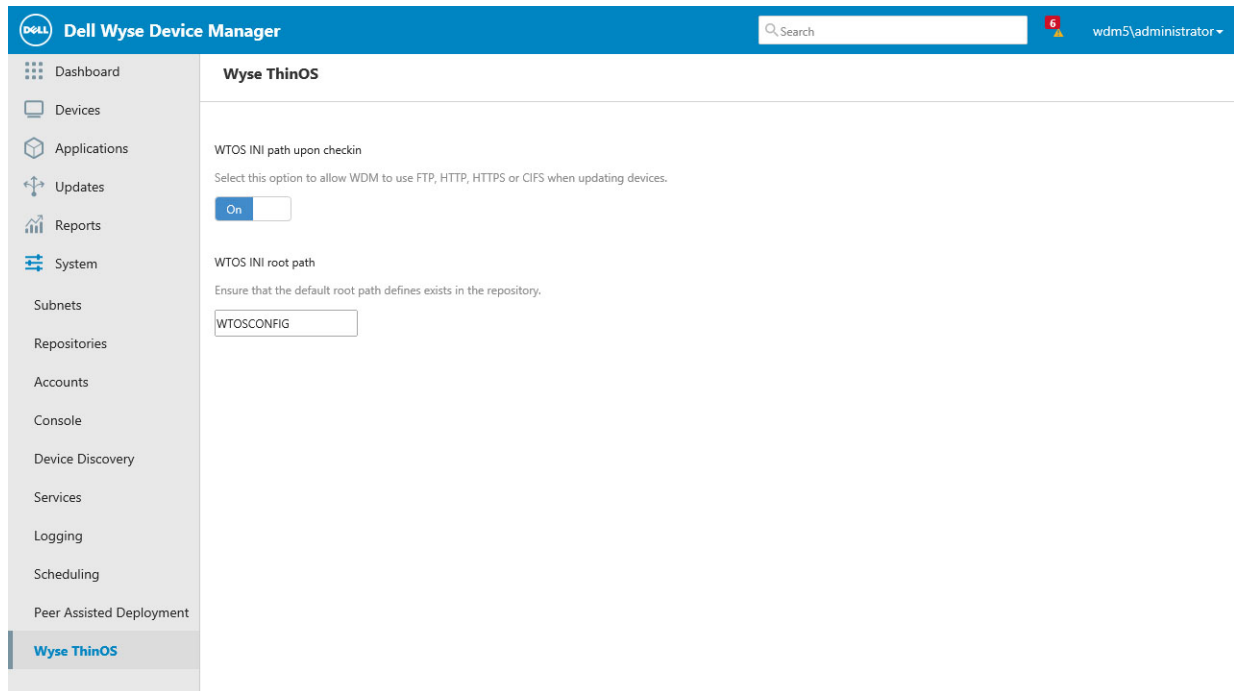 DELL Dell Wyse Device Manager Search 6 wdm5\administrator
Dashboard
Devices
Applications
Updates
Reports
System
Subnets
Repositories
Accounts
Console
Device Discovery
Services
Logging
Scheduling
Peer Assisted Deployment
Wyse ThinOS
Wyse ThinOS
WTOS INI path upon checkin
Select this option to allow WDM to use FTP, HTTP, HTTPS or CIFS when updating devices.
On
WTOS INI root path
Ensure that the default root path defines exists in the repository.
WTOSCONFIG